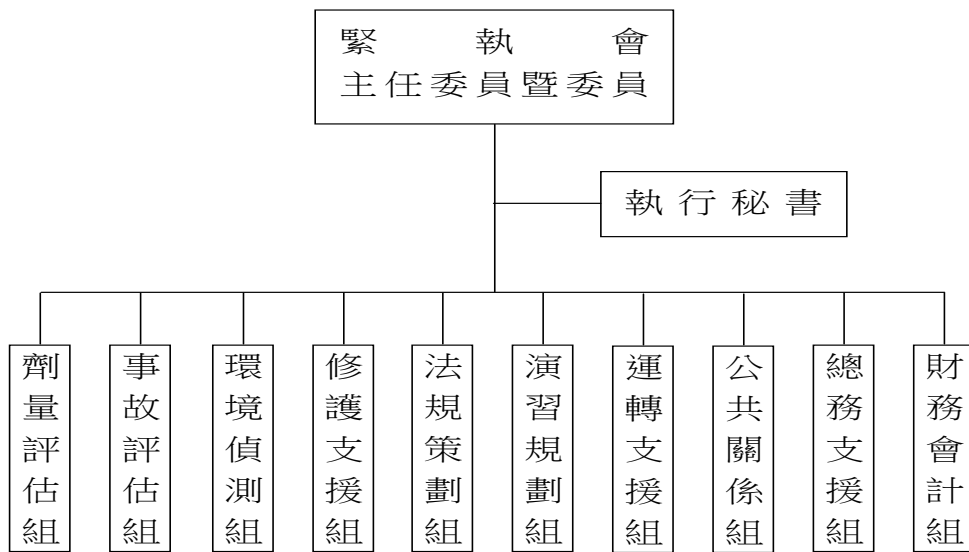 緊執會
主任委員暨委員
執行秘書
劑量評估組
事故評估組
環境偵測組
修護支援組
法規策劃組
演習規劃組
運轉支援組
公共關係組
總務支援組
財務會計組